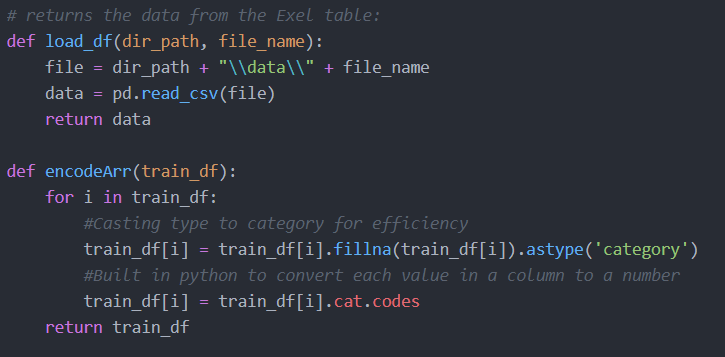 # returns the data from the Exel table:
def load_df(dir_path, file_name):
    file = dir_path + "\\data\\" + file_name
    data = pd.read_csv(file)
    return data

def encodeArr(train_df):
    for i in train_df:
        #Casting type to category for efficiency
        train_df[i] = train_df[i].fillna(train_df[i]).astype('category')
        #Built in python to convert each value in a column to a number
        train_df[i] = train_df[i].cat.codes
    return train_df